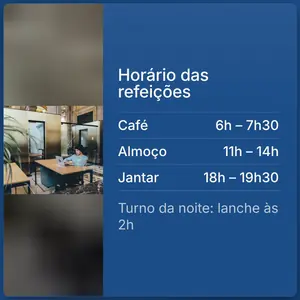 Horário das
refeições
Café 6h – 7h30
Almoço 11h – 14h
Jantar 18h – 19h30
Turno da noite: lanche às
2h